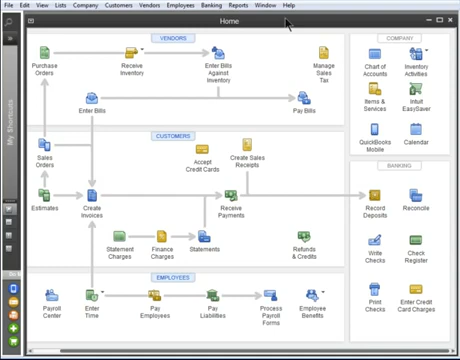 File Edit View Lists Company Customers Vendors Employees Banking Reports Window Help
Home
My Shortcuts
VENDORS
Purchase Orders
Receive Inventory
Enter Bills Against Inventory
Manage Sales Tax
Enter Bills
Pay Bills
CUSTOMERS
Sales Orders
Accept Credit Cards
Create Sales Receipts
Estimates
Create Invoices
Receive Payments
Statement Charges
Finance Charges
Statements
Refunds & Credits
EMPLOYEES
Payroll Center
Enter Time
Pay Employees
Pay Liabilities
Process Payroll Forms
Employee Benefits
COMPANY
Chart of Accounts
Inventory Activities
Items & Services
Intuit EasySaver
QuickBooks Mobile
Calendar
BANKING
Record Deposits
Reconcile
Write Checks
Check Register
Print Checks
Enter Credit Card Charges